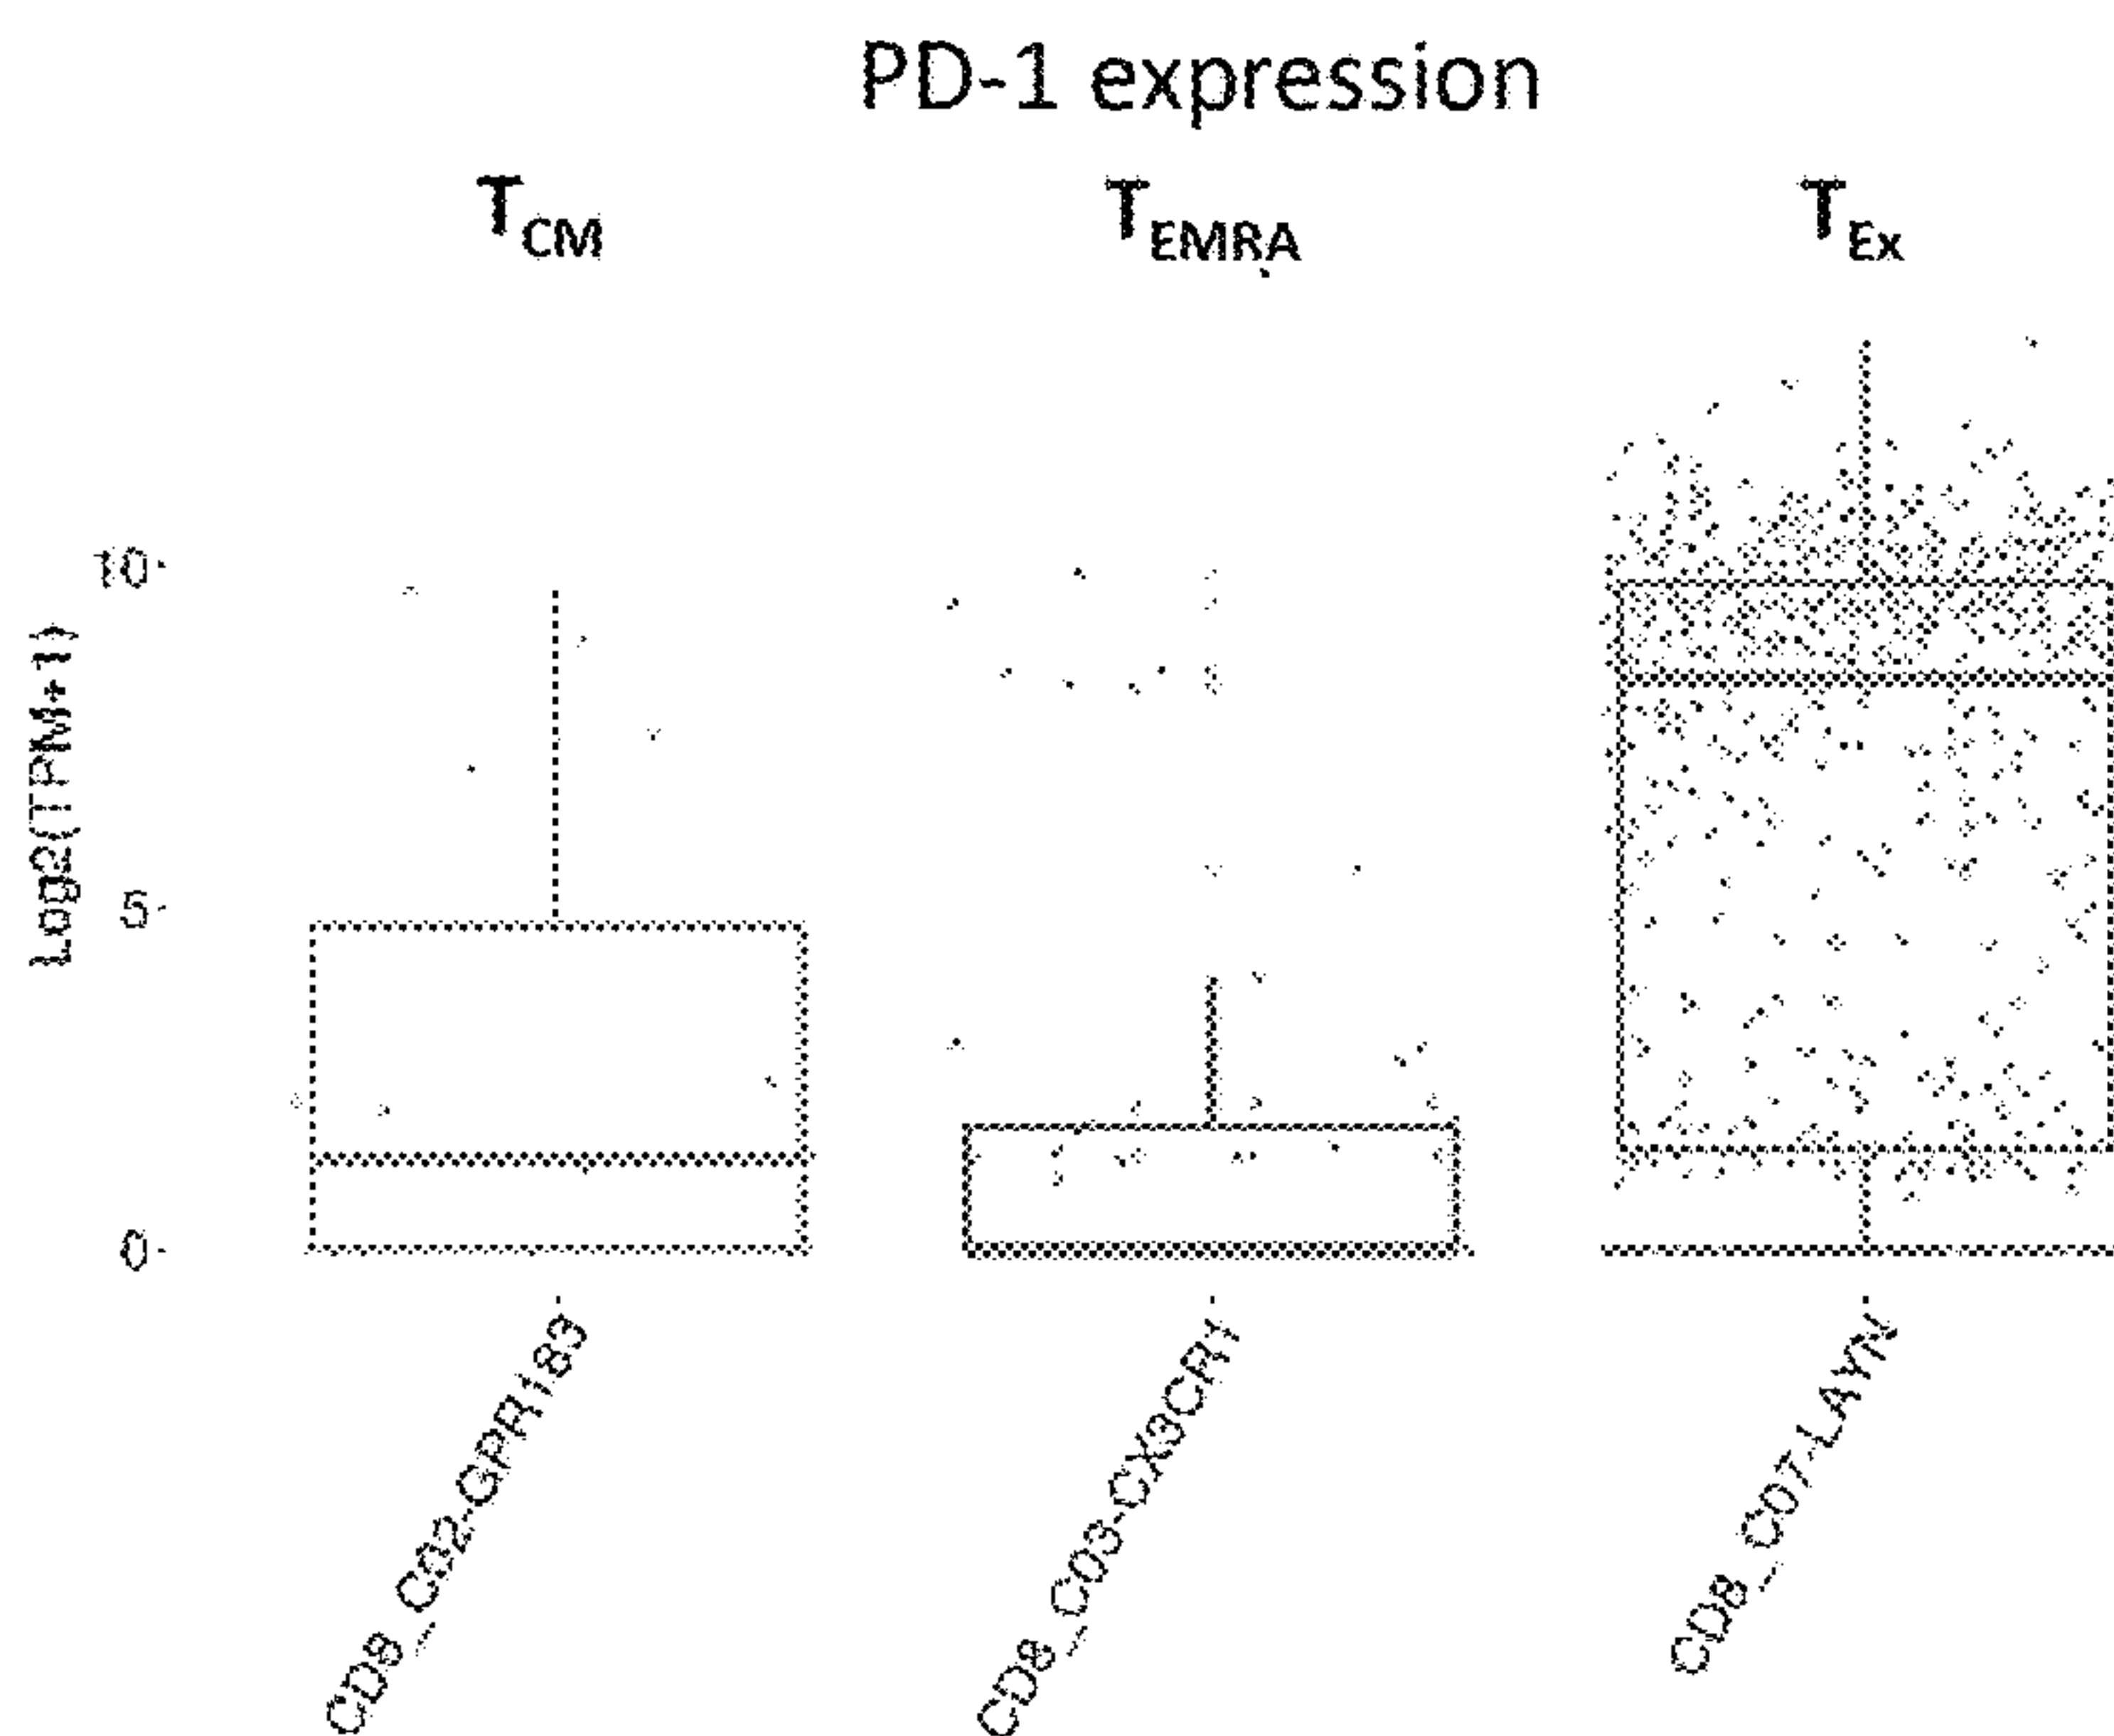 PD-1 expression
TCM TEMRA TEx
Log2(TPM+1)
10
5
0
CD8_C02-GPR183
CD8_C03-CX3CR1
CD8_C07-LAYN